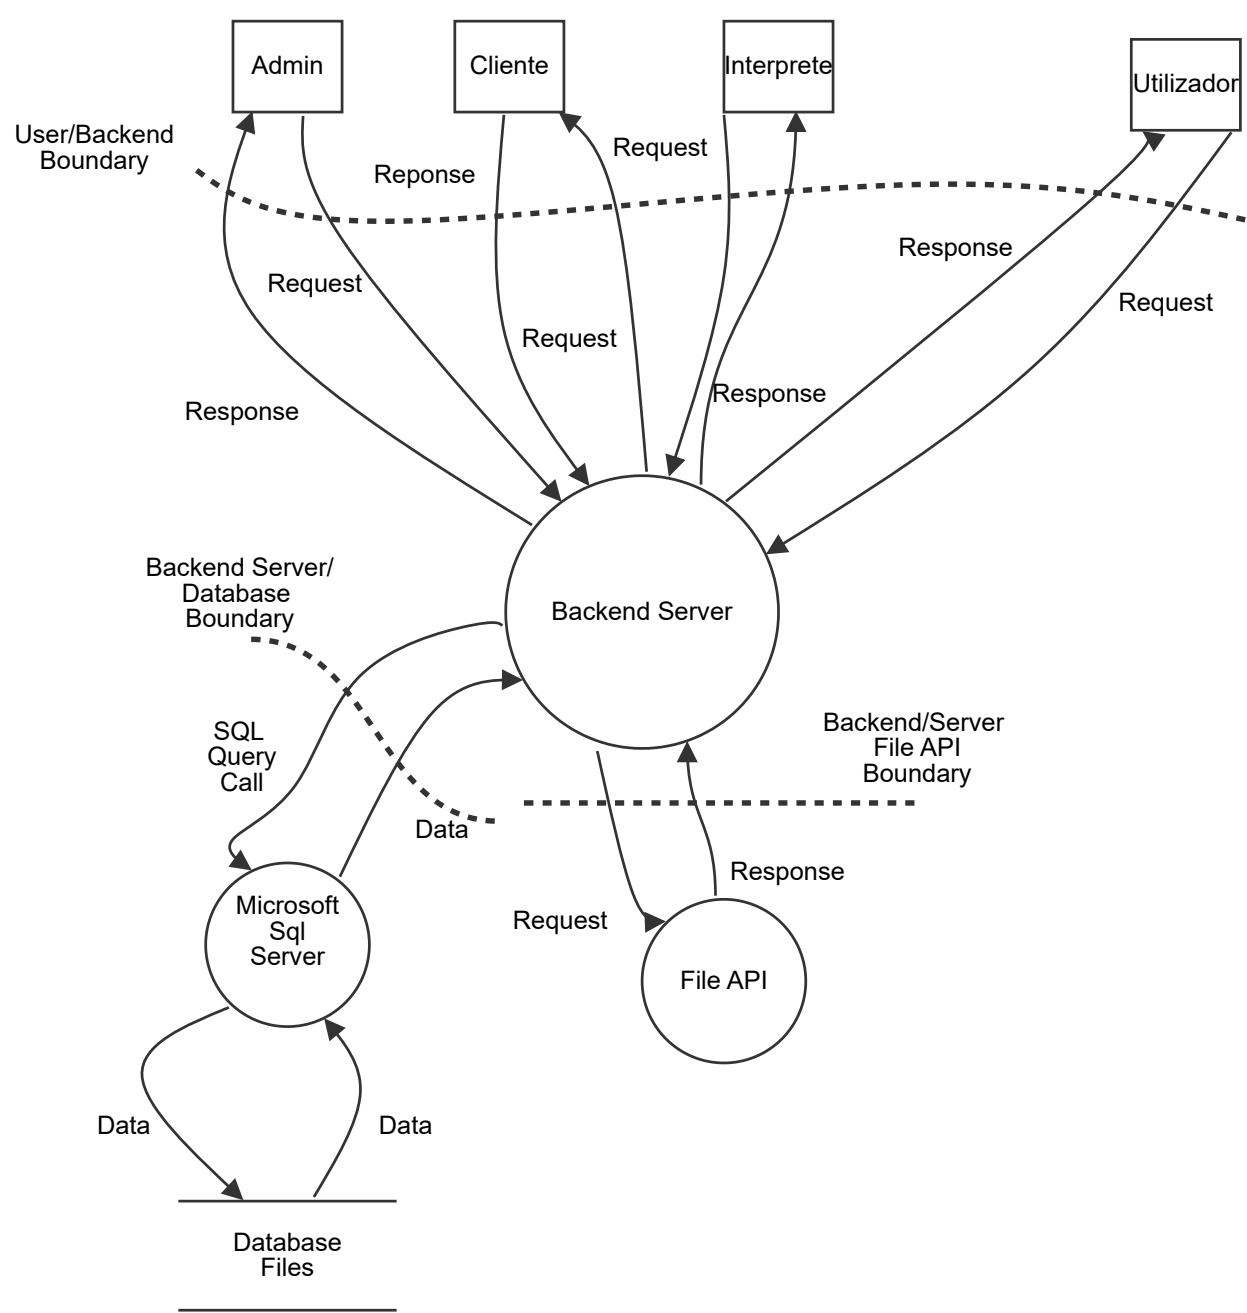 Admin
Cliente
Interprete
Utilizador
User/Backend
Boundary
Request
Reponse
Response
Request
Request
Request
Response
Response
Backend Server/
Database
Boundary
Backend Server
SQL
Query
Call
Backend/Server
File API
Boundary
Data
Response
Request
Microsoft
Sql
Server
File API
Data
Data
Database
Files